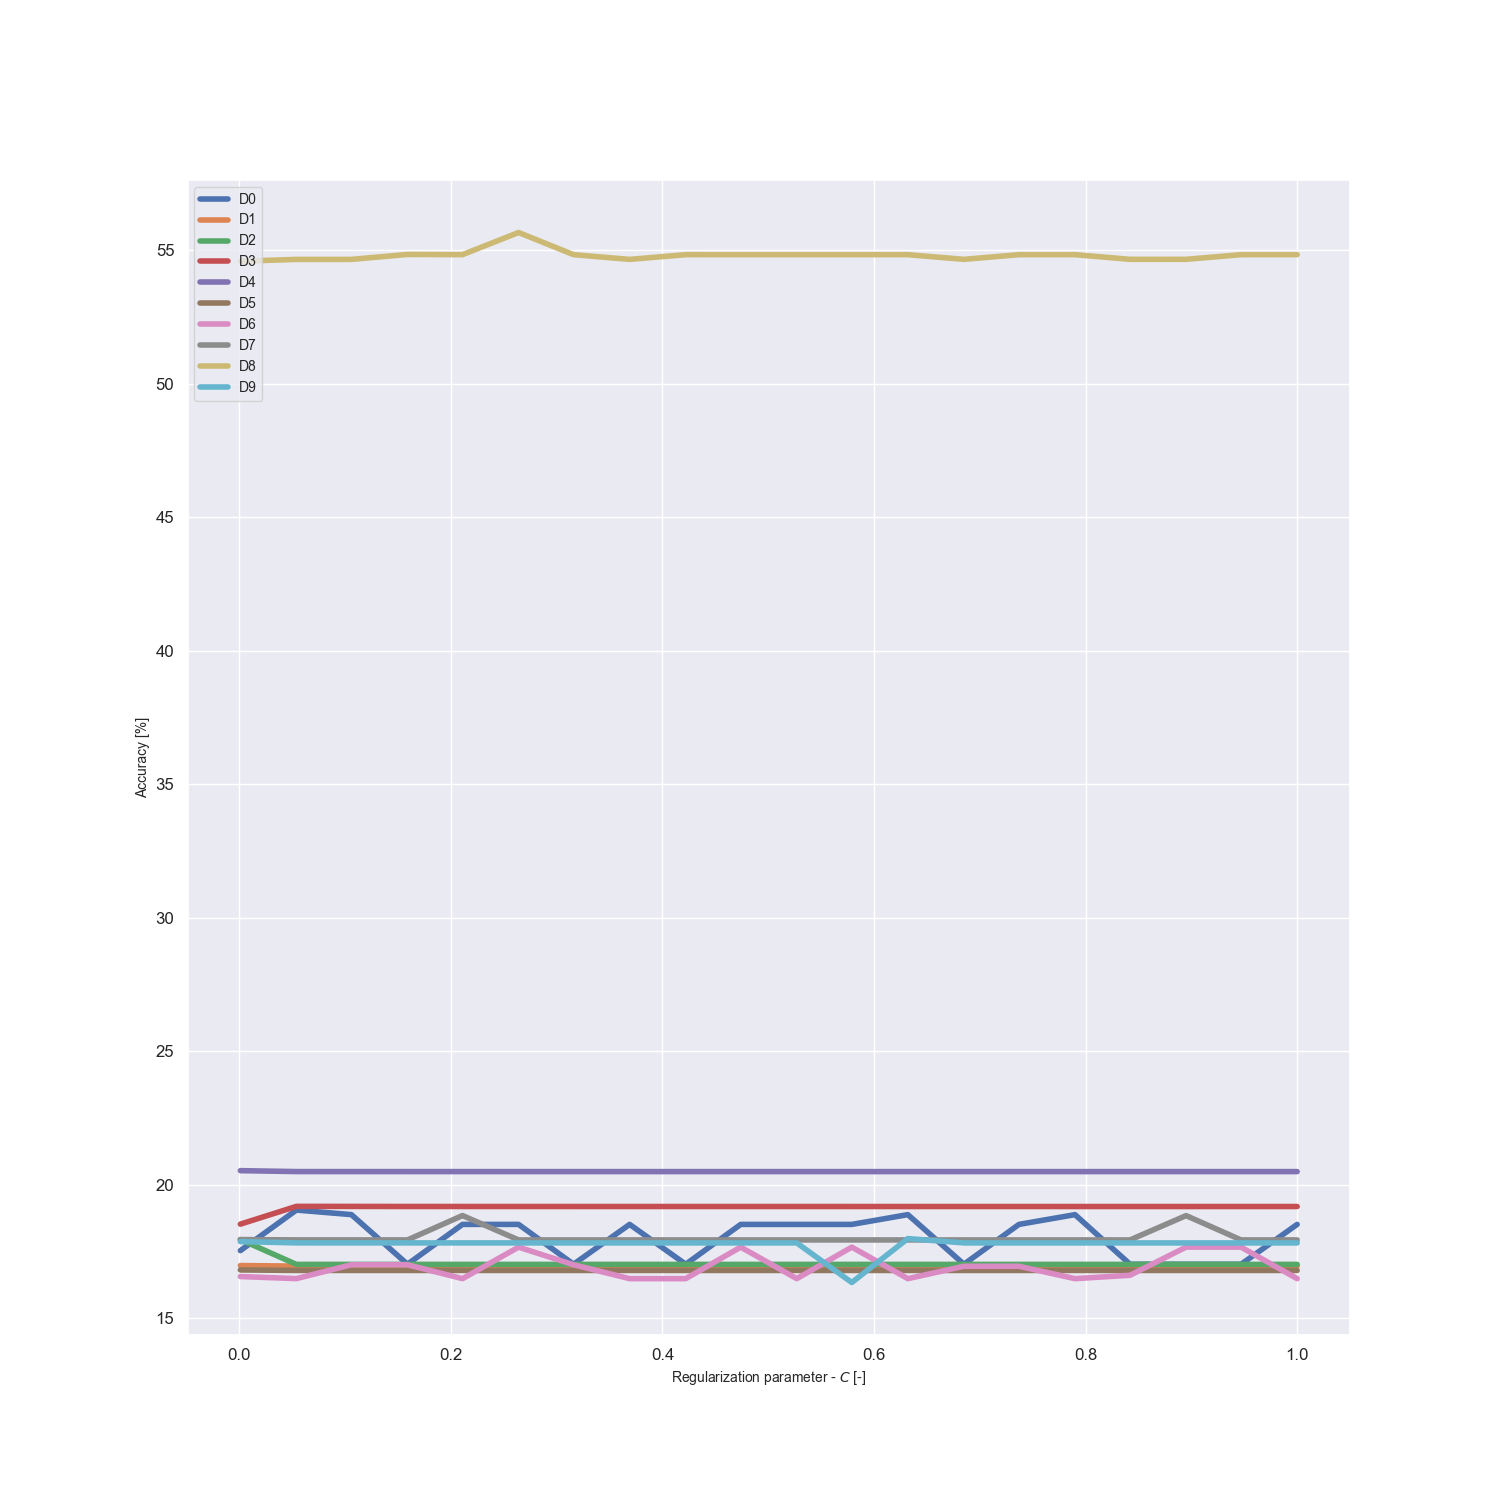 D0
D1
D2
D3
D4
D5
D6
D7
D8
D9
55
50
45
40
35
30
25
20
15
Accuracy [%]
0.0 0.2 0.4 0.6 0.8 1.0
Regularization parameter - C [-]